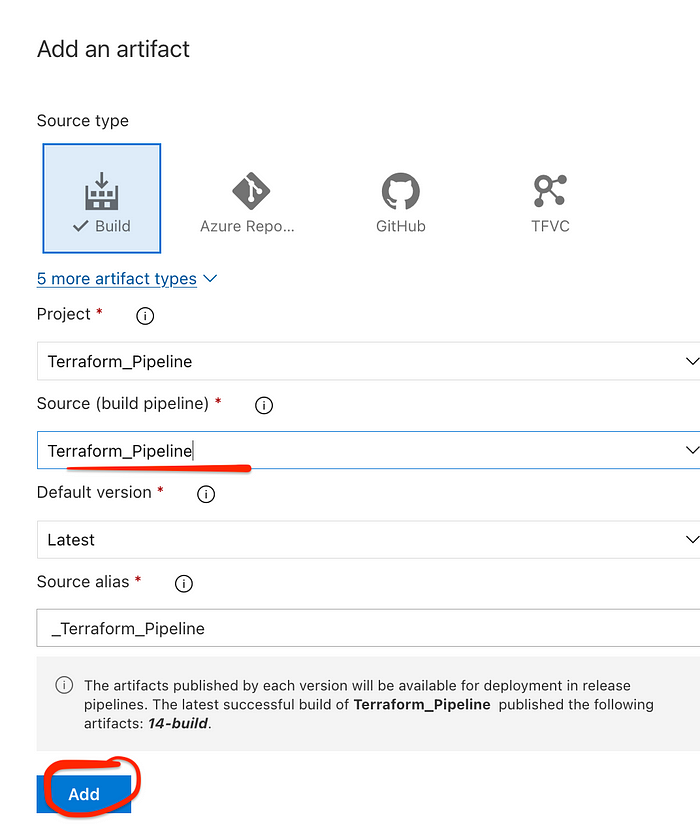 Add an artifact
Source type
Build
Azure Repo...
GitHub
TFVC
5 more artifact types
Project *
Terraform_Pipeline
Source (build pipeline) *
Terraform_Pipeline
Default version *
Latest
Source alias *
_Terraform_Pipeline
The artifacts published by each version will be available for deployment in release
pipelines. The latest successful build of Terraform_Pipeline published the following
artifacts: 14-build.
Add